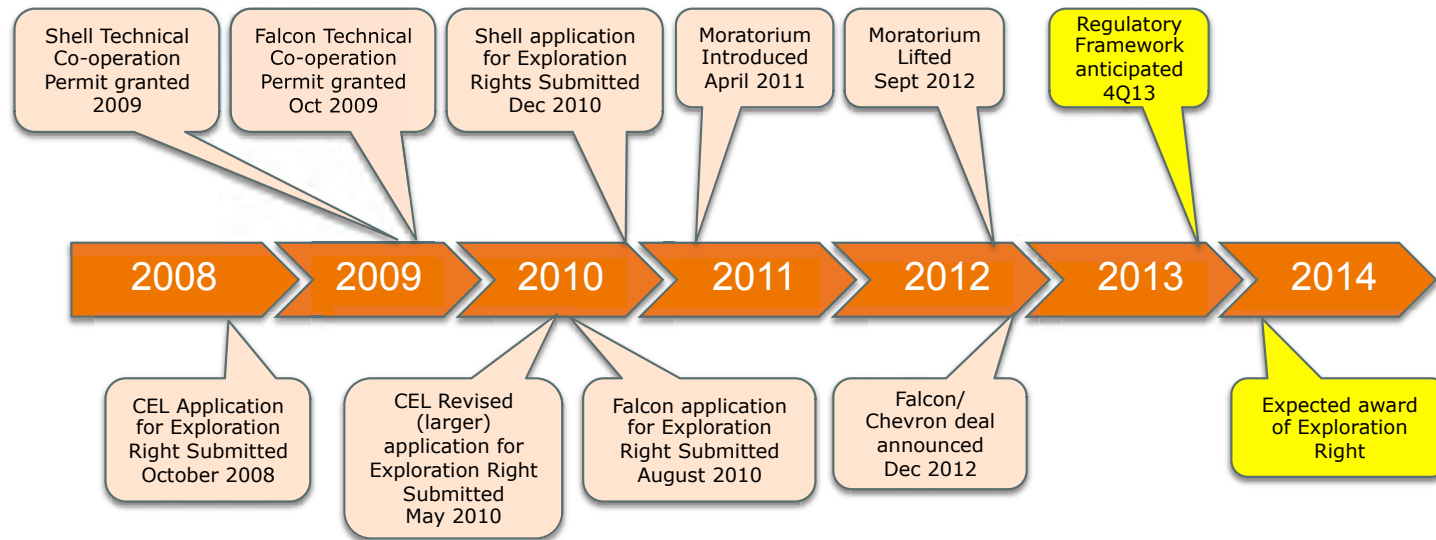 Shell Technical
Co-operation
Permit granted
2009
Falcon Technical
Co-operation
Permit granted
Oct 2009
Shell application
for Exploration
Rights Submitted
Dec 2010
Moratorium
Introduced
April 2011
Moratorium
Lifted
Sept 2012
Regulatory
Framework
anticipated
4Q13
2008
2009
2010
2011
2012
2013
2014
CEL Application
for Exploration
Right Submitted
October 2008
CEL Revised
(larger)
application for
Exploration Right
Submitted
May 2010
Falcon application
for Exploration
Right Submitted
August 2010
Falcon/
Chevron deal
announced
Dec 2012
Expected award
of Exploration
Right